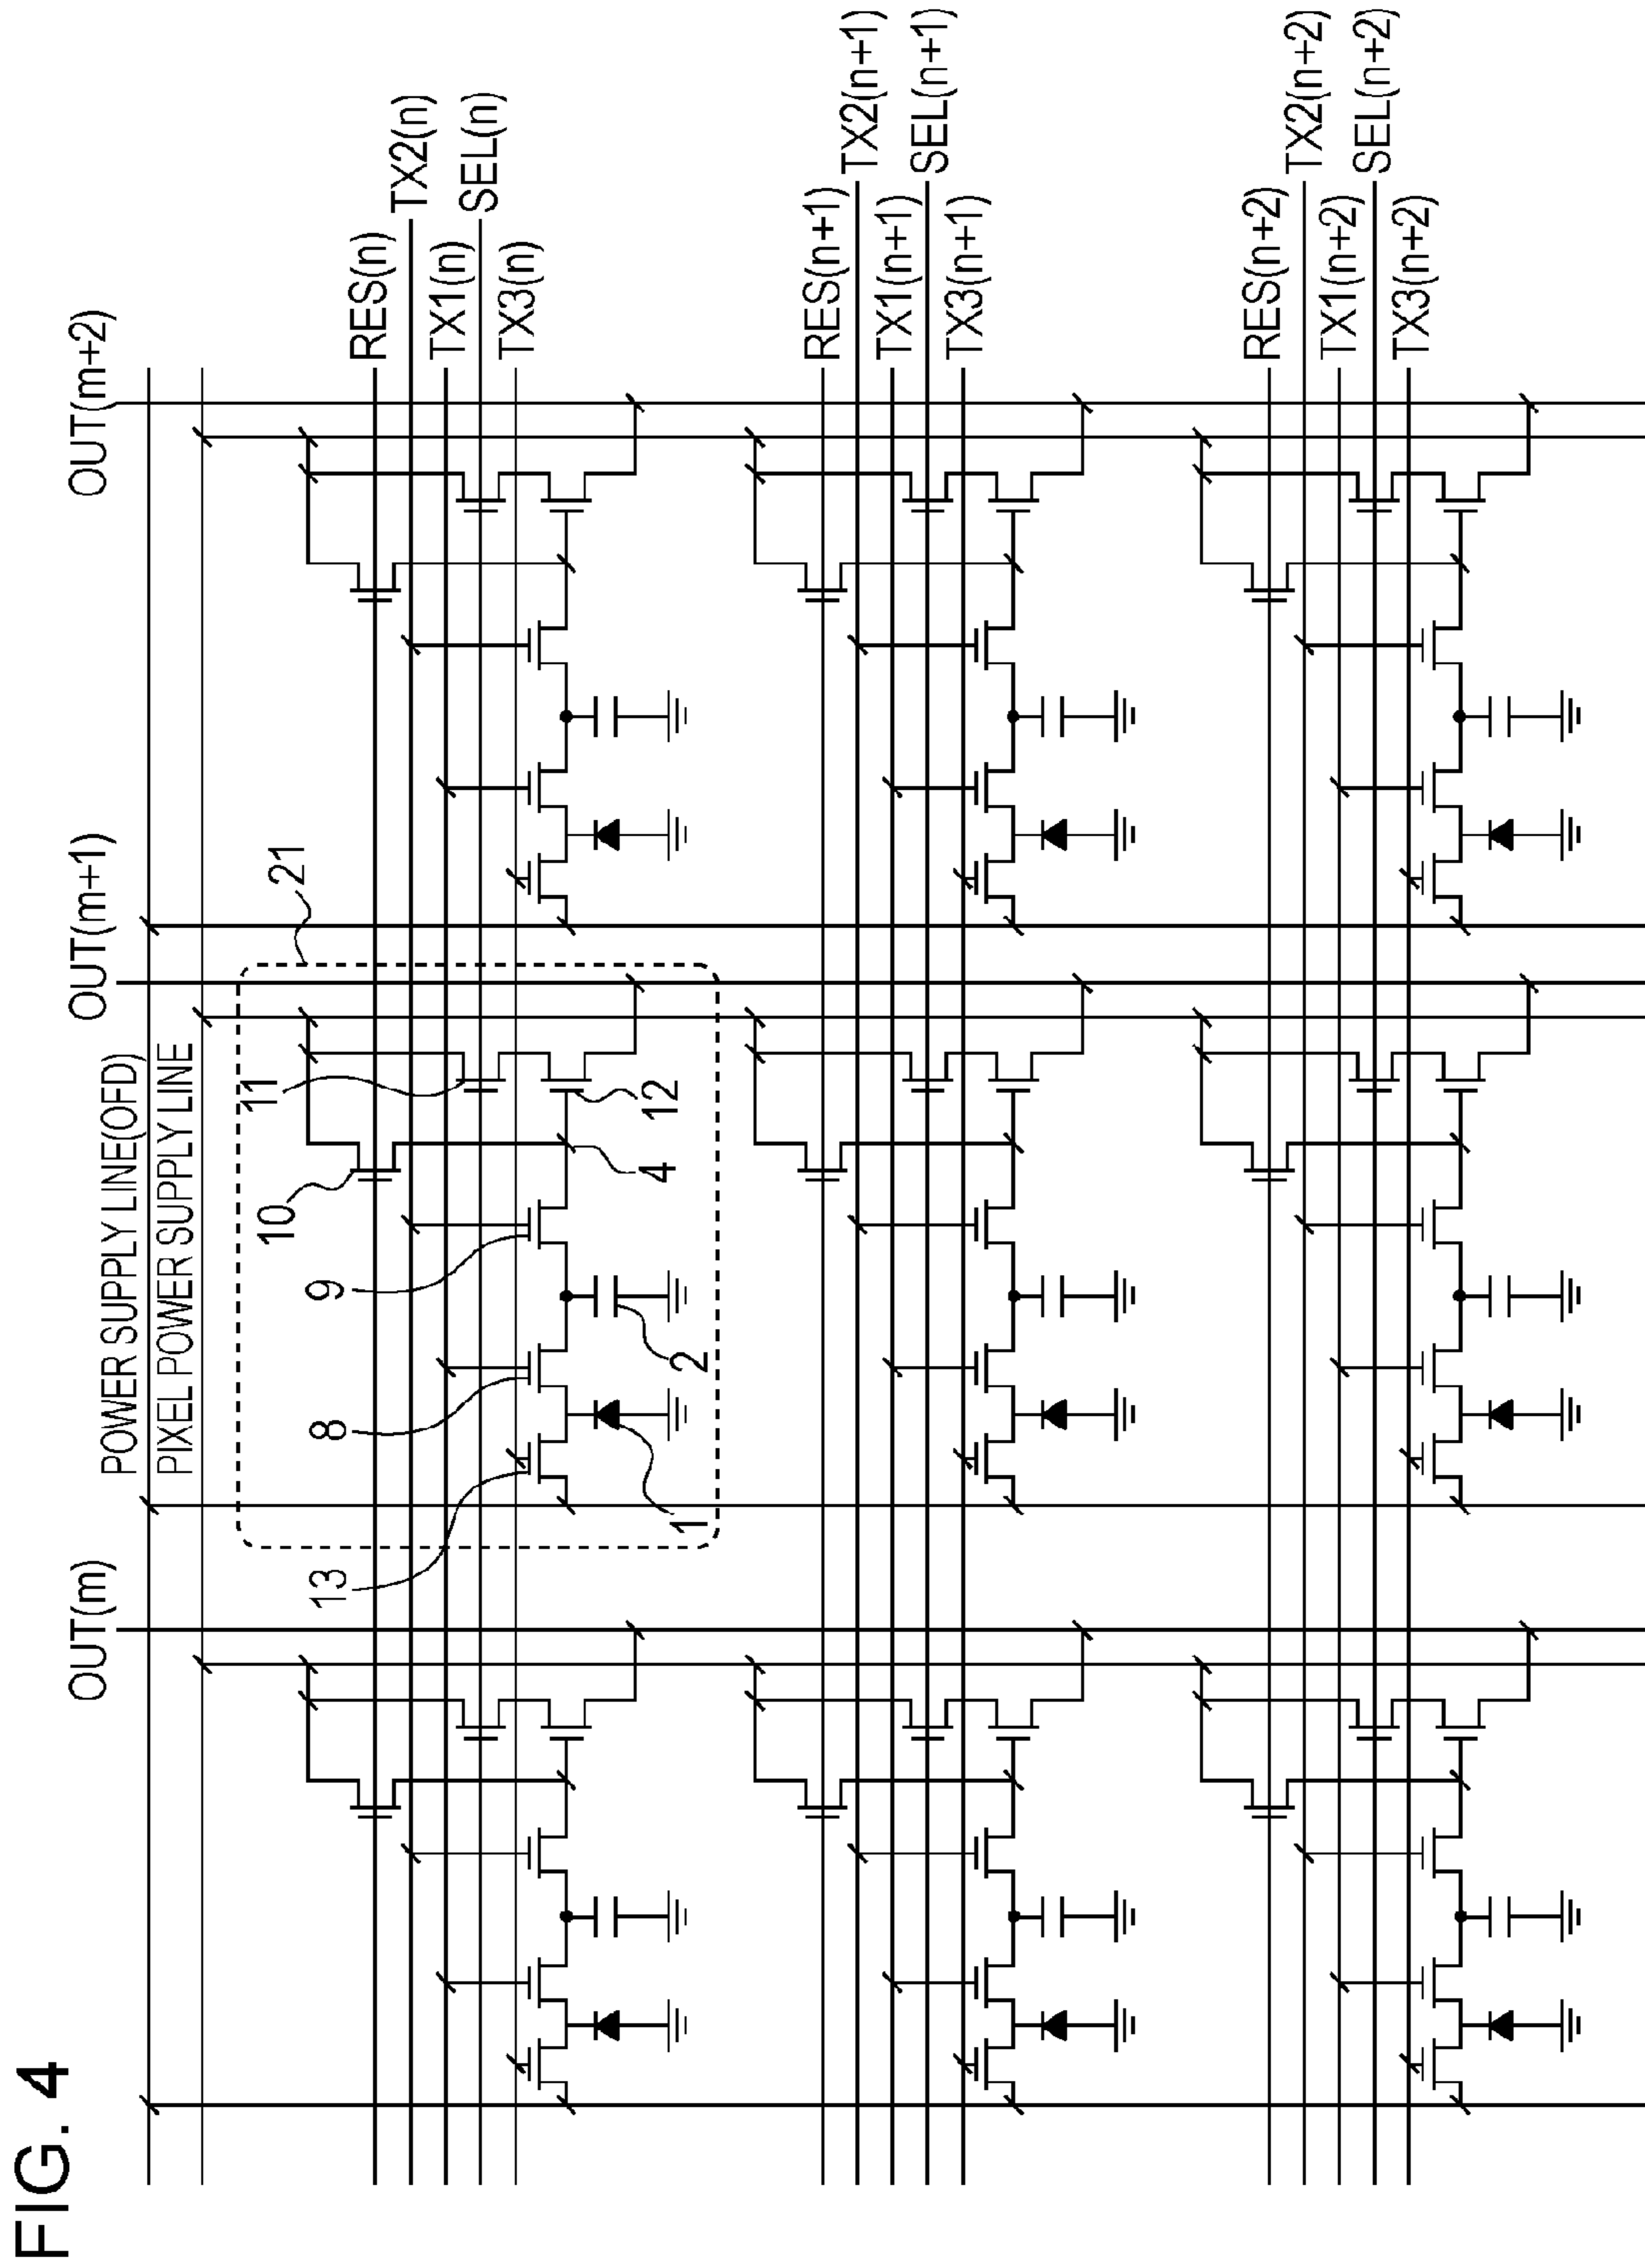 FIG. 4
OUT(m)
OUT(m+1)
OUT(m+2)
POWER SUPPLY LINE(OFD)
PIXEL POWER SUPPLY LINE
21
10
11
13
8
9
12
4
2
1
RES(n)
TX2(n)
TX1(n)
SEL(n)
TX3(n)
RES(n+1)
TX2(n+1)
TX1(n+1)
SEL(n+1)
TX3(n+1)
RES(n+2)
TX2(n+2)
TX1(n+2)
SEL(n+2)
TX3(n+2)